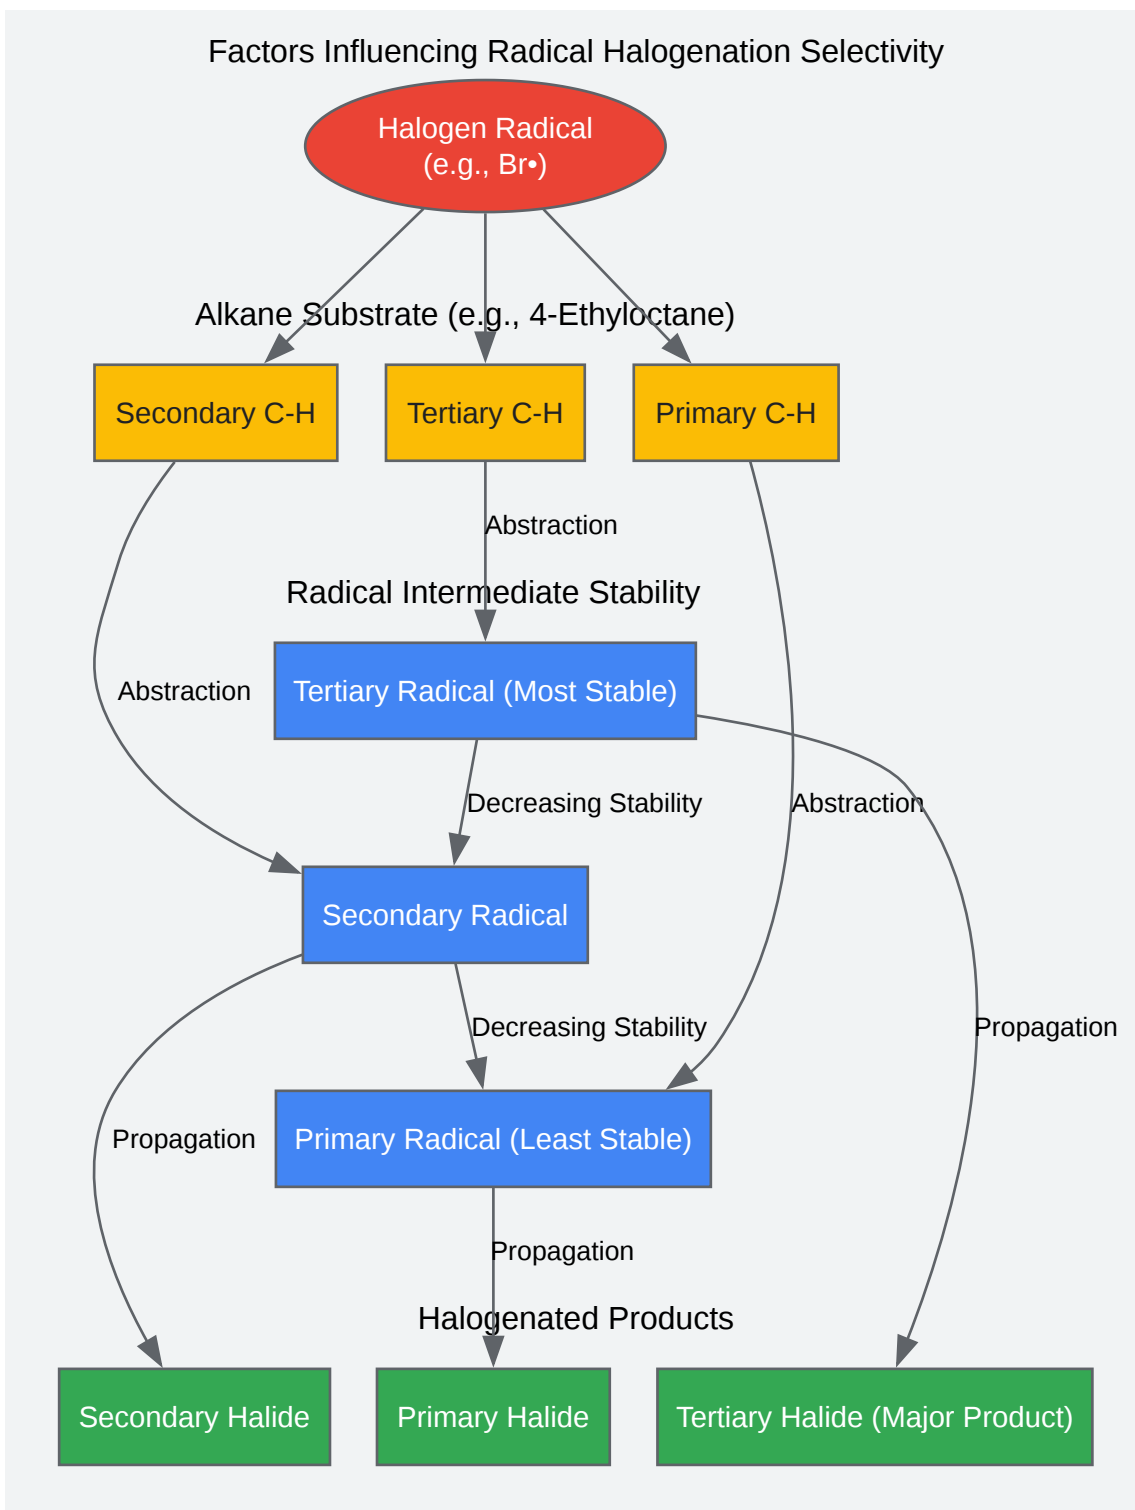 Factors Influencing Radical Halogenation Selectivity
Halogen Radical
(e.g., Br•)
Alkane Substrate (e.g., 4-Ethyloctane)
Secondary C-H
Tertiary C-H
Primary C-H
Abstraction
Radical Intermediate Stability
Tertiary Radical (Most Stable)
Abstraction
Decreasing Stability
Abstraction
Secondary Radical
Decreasing Stability
Propagation
Primary Radical (Least Stable)
Propagation
Propagation
Halogenated Products
Secondary Halide
Primary Halide
Tertiary Halide (Major Product)